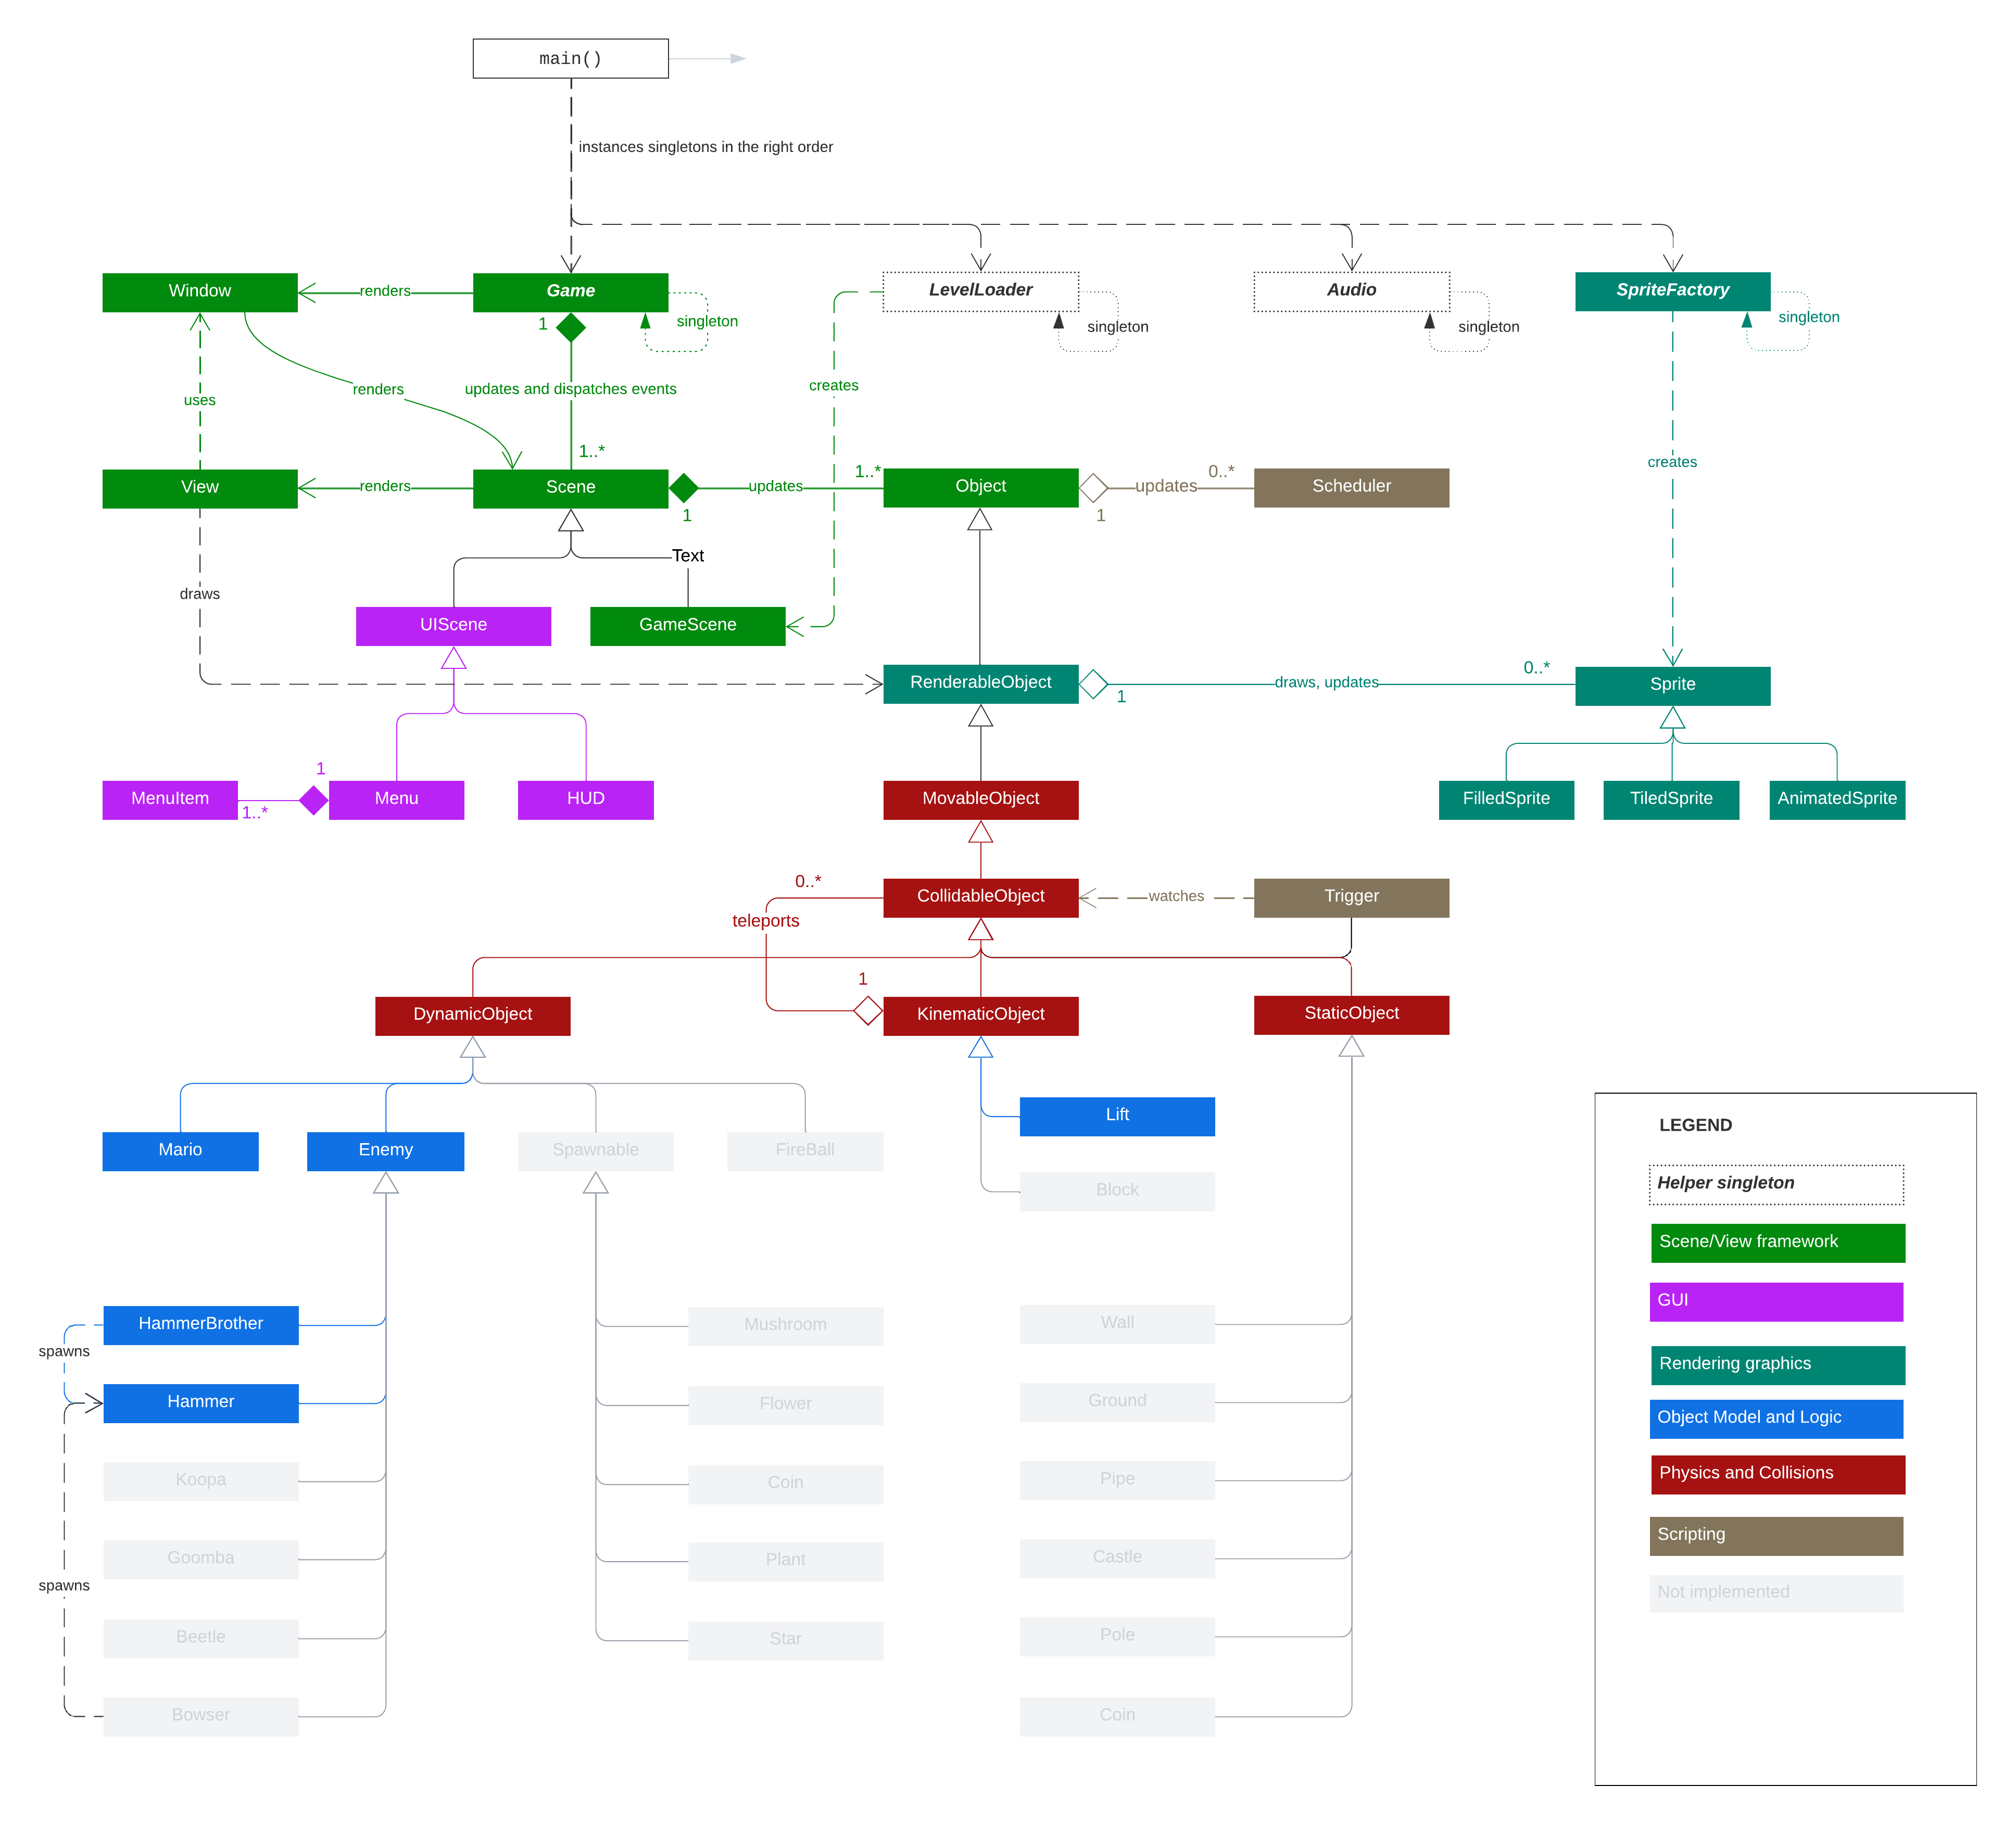 main()
instances singletons in the right order
Window
renders
Game
singleton
LevelLoader
singleton
Audio
singleton
SpriteFactory
singleton
1
renders
updates and dispatches events
creates
uses
1..*
creates
View
renders
Scene
updates
1..*
1
Object
updates
0..*
1
Scheduler
Text
draws
UIScene
GameScene
RenderableObject
1
draws, updates
0..*
Sprite
MenuItem
1..*
1
Menu
HUD
MovableObject
FilledSprite
TiledSprite
AnimatedSprite
0..*
teleports
CollidableObject
watches
Trigger
1
DynamicObject
KinematicObject
StaticObject
Mario
Enemy
Spawnable
FireBall
Lift
Block
HammerBrother
spawns
Hammer
Koopa
Goomba
spawns
Beetle
Bowser
Mushroom
Flower
Coin
Plant
Star
Wall
Ground
Pipe
Castle
Pole
Coin
LEGEND
Helper singleton
Scene/View framework
GUI
Rendering graphics
Object Model and Logic
Physics and Collisions
Scripting
Not implemented